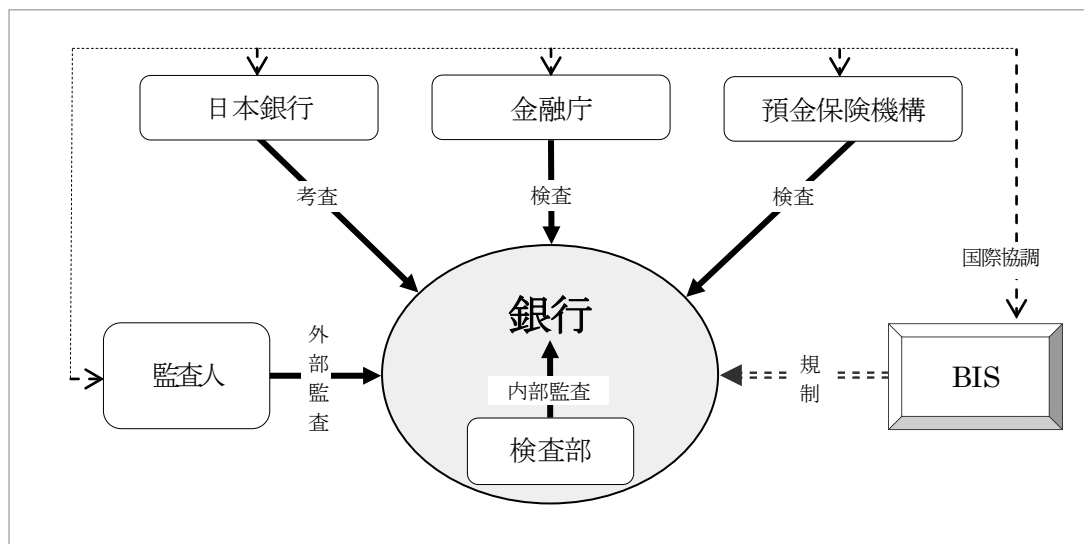 日本銀行
金融庁
預金保険機構
考査
検査
検査
国際協調
銀行
監査人
外部監査
内部監査
検査部
規制
BIS